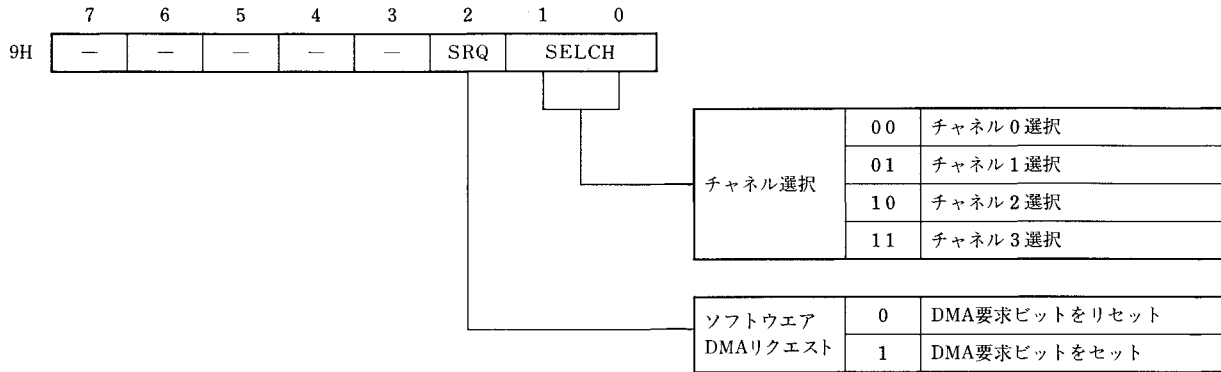 7 6 5 4 3 2 1 0
9H — — — — — SRQ SELCH
チャネル選択
00 チャネル0選択
01 チャネル1選択
10 チャネル2選択
11 チャネル3選択
ソフトウエア
DMAリクエスト
0 DMA要求ビットをリセット
1 DMA要求ビットをセット